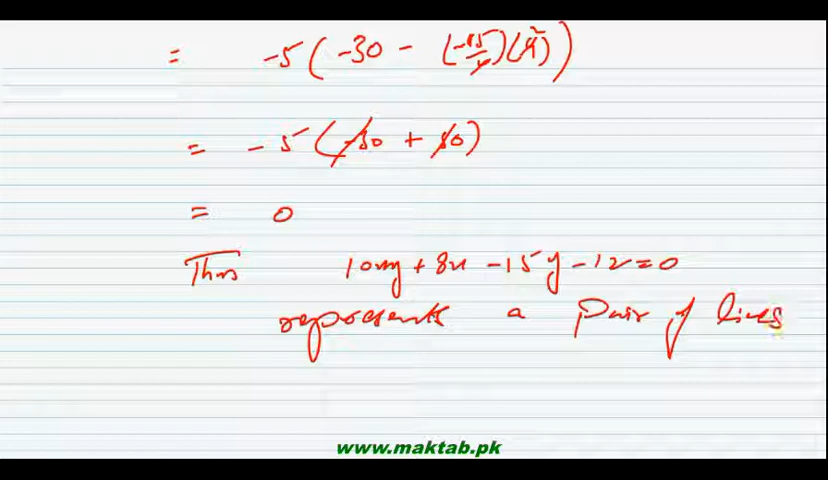 = -5(-30 - (-15/2)(4))
= -5(-30 + 30)
= 0
Thus 10xy + 8x - 15y - 12 = 0
represents a pair of lines
www.maktab.pk